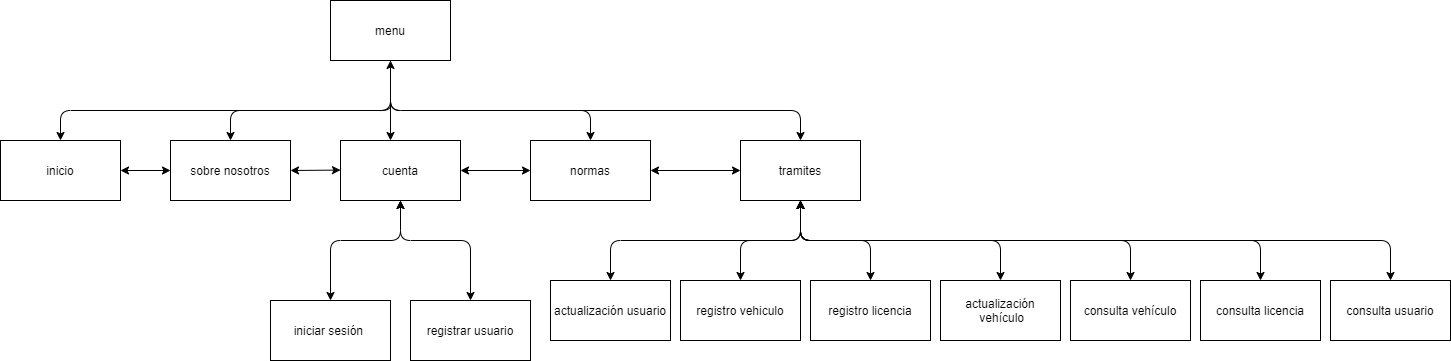 menu
inicio
sobre nosotros
cuenta
normas
tramites
actualización usuario
registro vehiculo
registro licencia
actualización
vehículo
consulta vehículo
consulta licencia
consulta usuario
iniciar sesión
registrar usuario